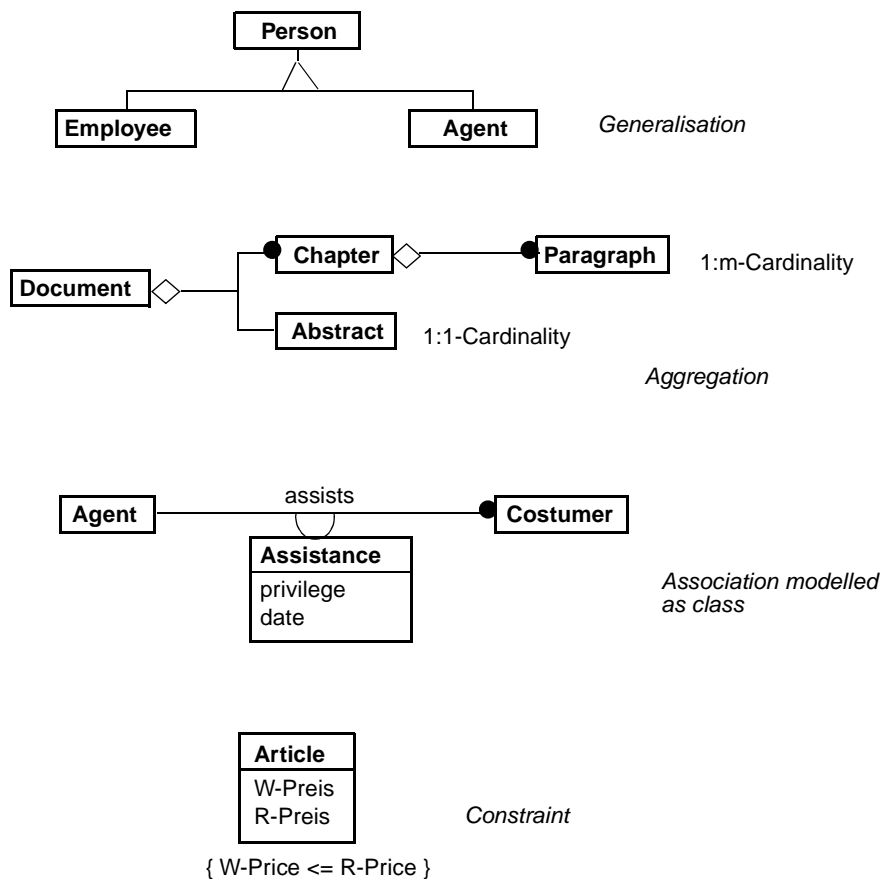 Person
Employee
Agent
Generalisation
Chapter
Paragraph
1:m-Cardinality
Document
Abstract
1:1-Cardinality
Aggregation
assists
Agent
Costumer
Assistance
privilege
date
Association modelled
as class
Article
W-Preis
R-Preis
Constraint
{ W-Price <= R-Price }